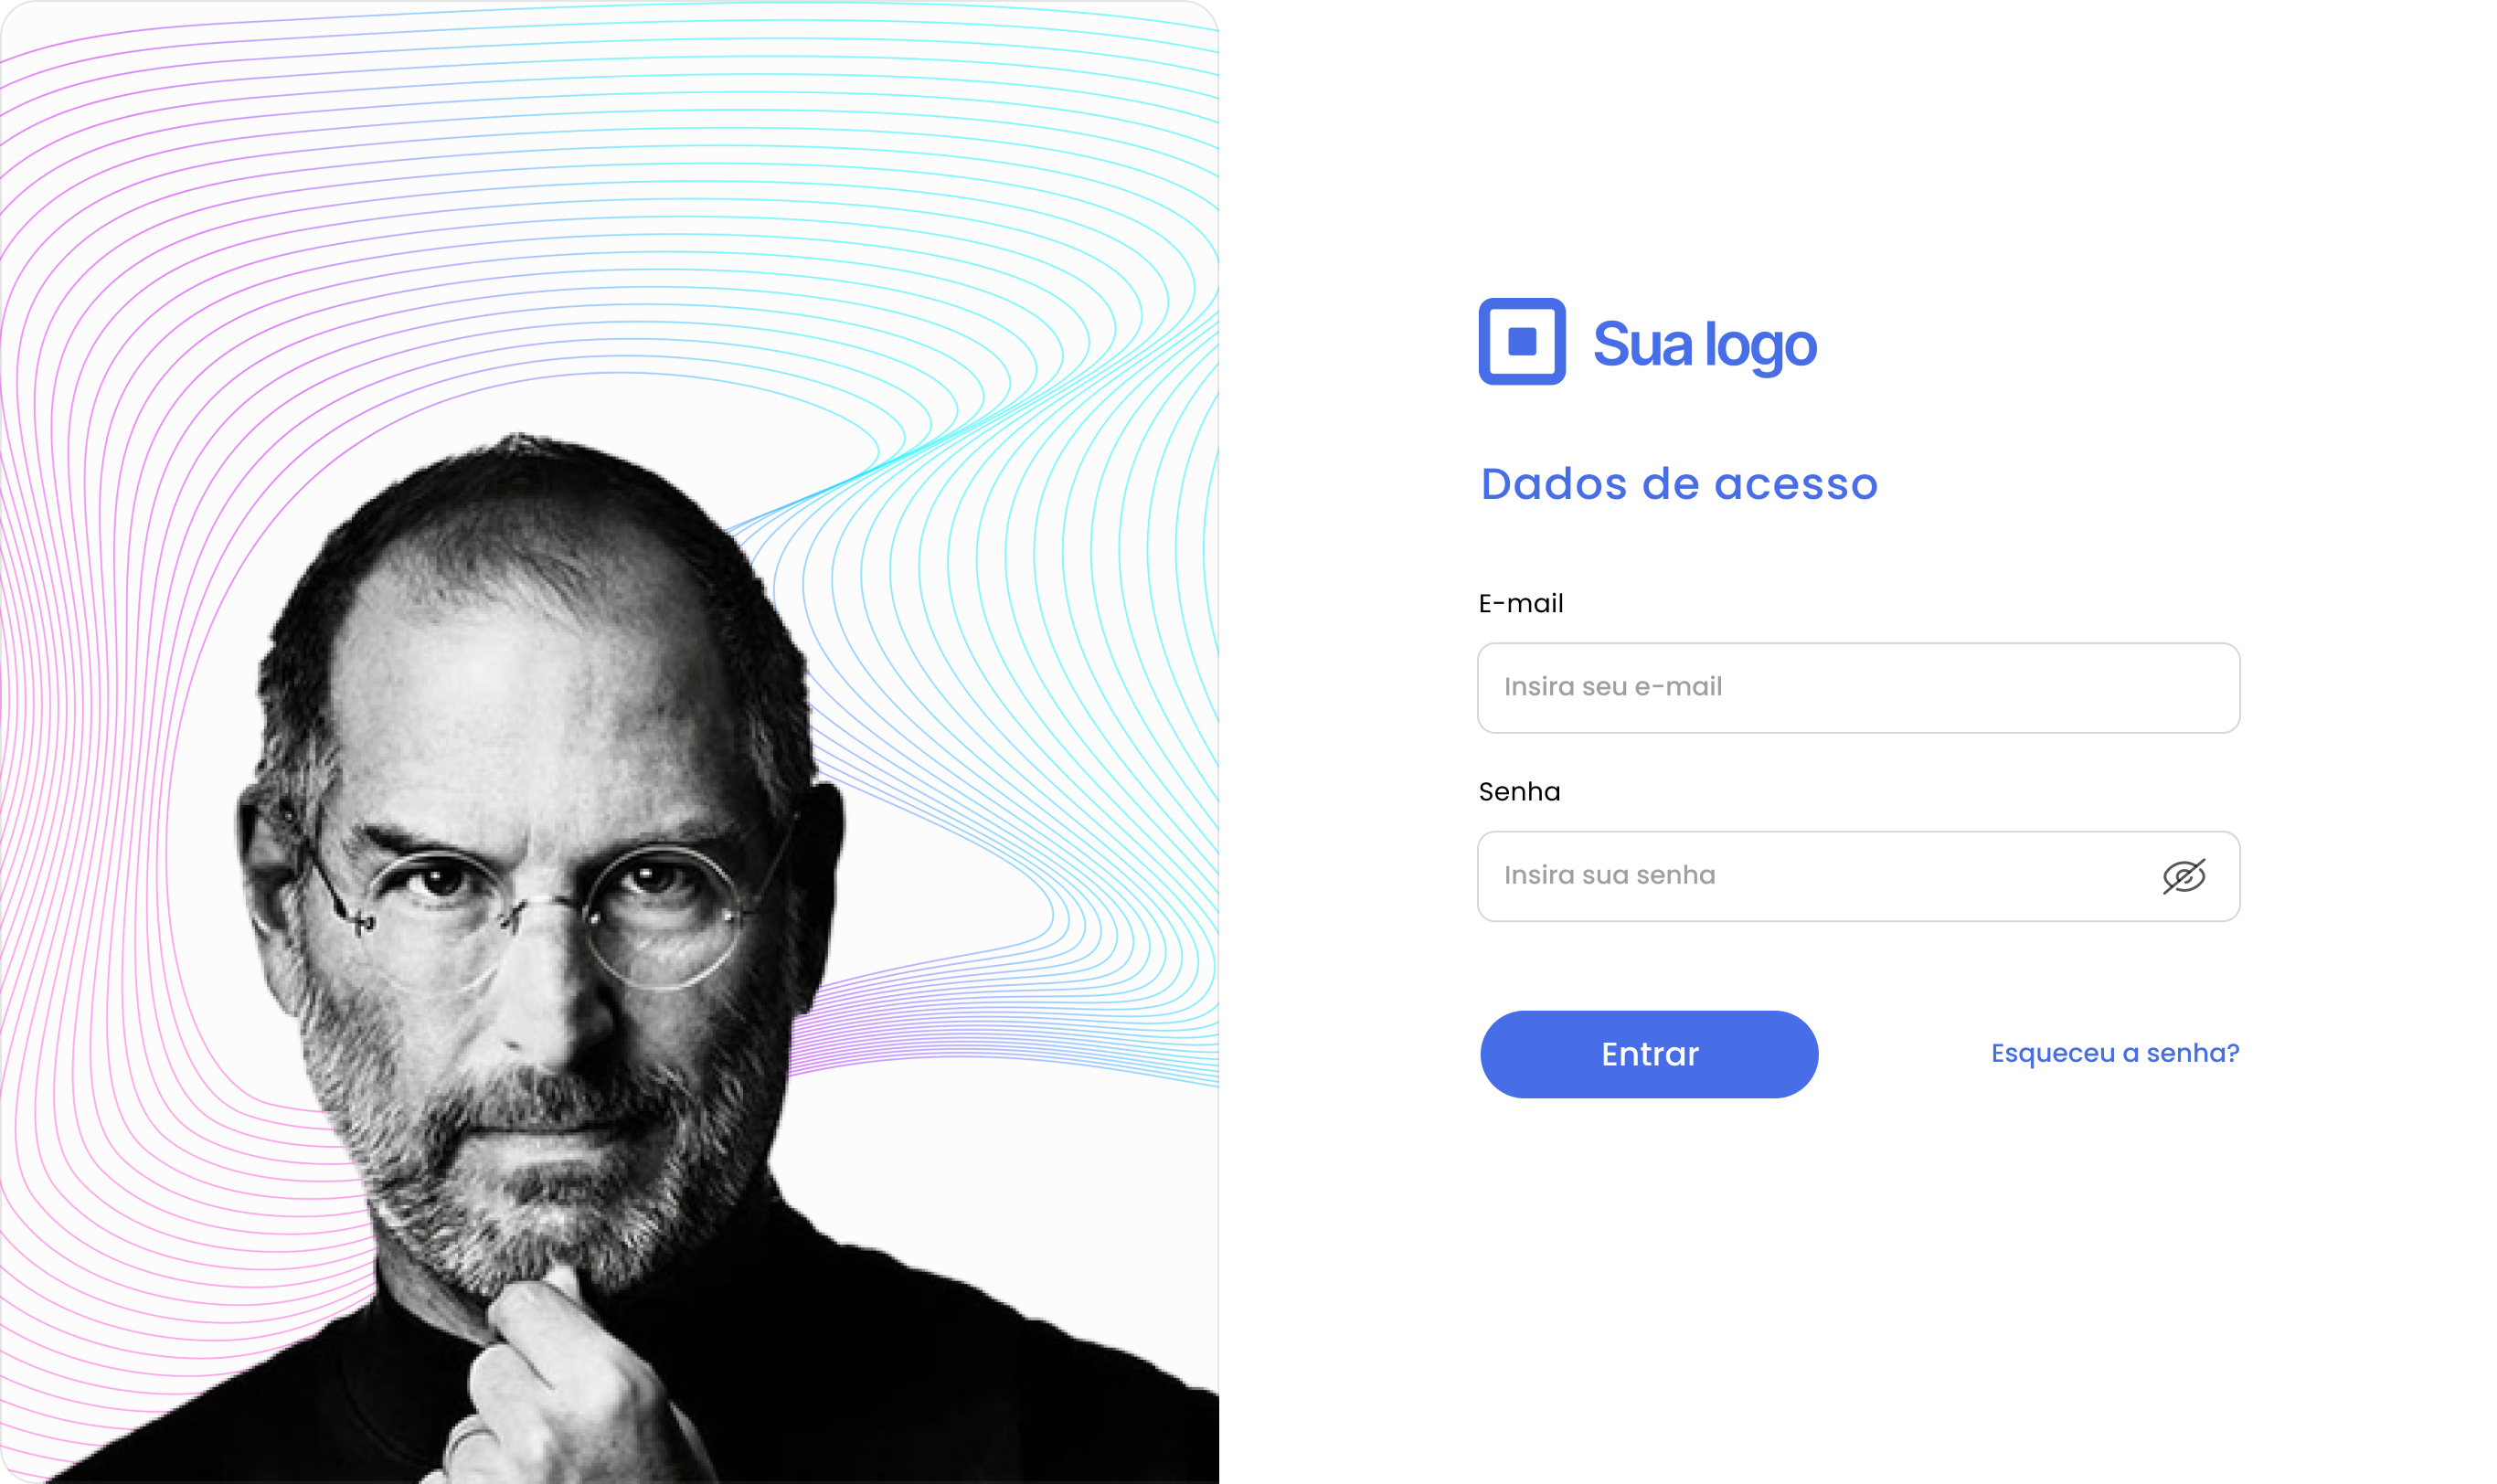 Sua logo
Dados de acesso
E-mail
Insira seu e-mail
Senha
Insira sua senha
Entrar
Esqueceu a senha?